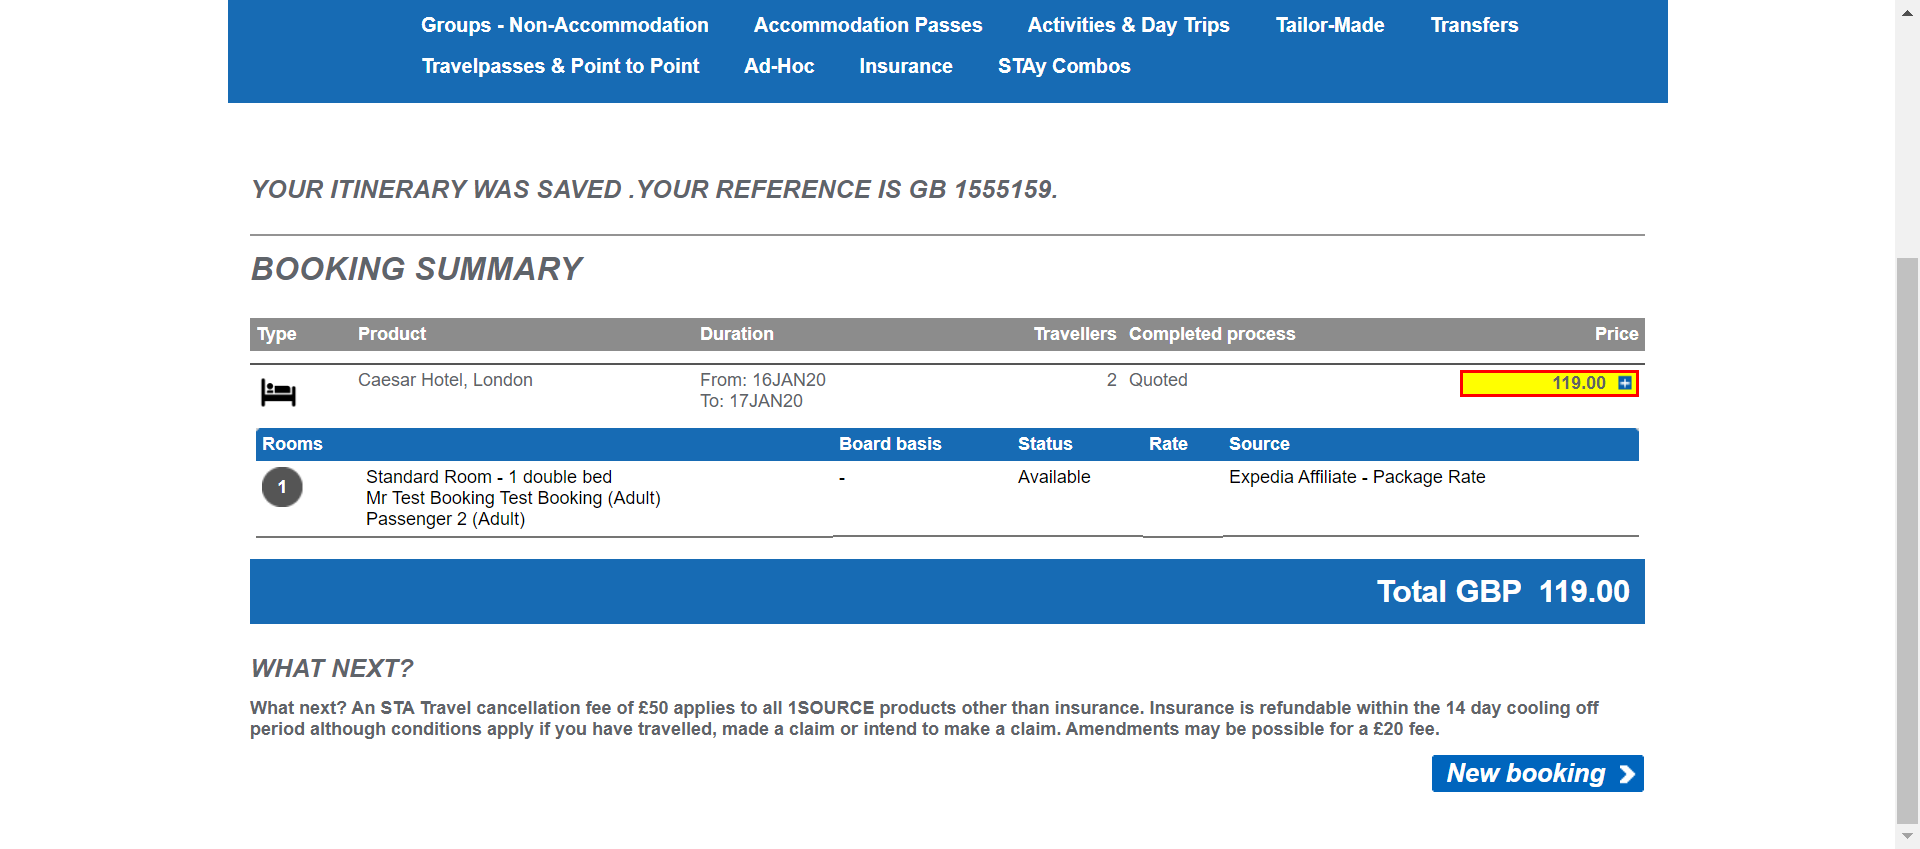 Groups - Non-Accommodation Accommodation Passes Activities & Day Trips Tailor-Made Transfers
Travelpasses & Point to Point Ad-Hoc Insurance STAy Combos
YOUR ITINERARY WAS SAVED .YOUR REFERENCE IS GB 1555159.
BOOKING SUMMARY
Type Product Duration Travellers Completed process Price
Caesar Hotel, London From: 16JAN20 2 Quoted 119.00
To: 17JAN20
Rooms Board basis Status Rate Source
1 Standard Room - 1 double bed - Available Expedia Affiliate - Package Rate
Mr Test Booking Test Booking (Adult)
Passenger 2 (Adult)
Total GBP 119.00
WHAT NEXT?
What next? An STA Travel cancellation fee of £50 applies to all 1SOURCE products other than insurance. Insurance is refundable within the 14 day cooling off
period although conditions apply if you have travelled, made a claim or intend to make a claim. Amendments may be possible for a £20 fee.
New booking